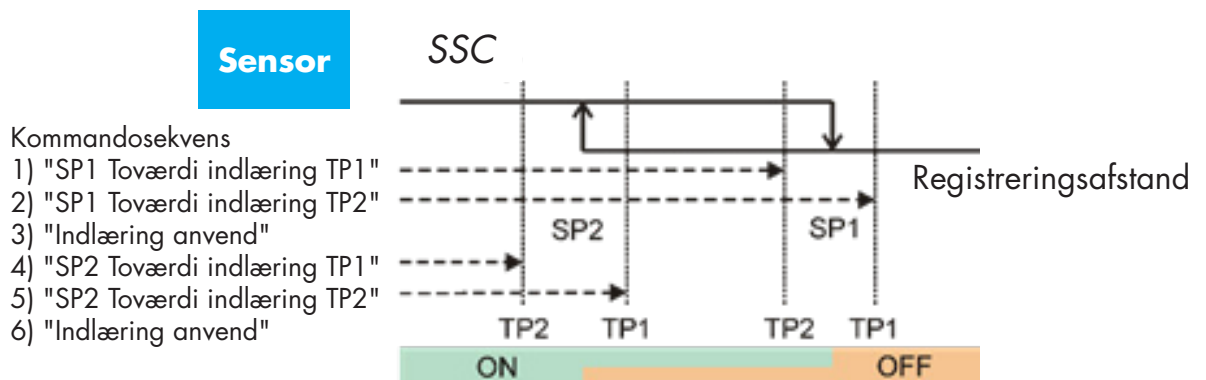 Sensor
SSC
Kommandosekvens
1) "SP1 Toværdi indlæring TP1"
2) "SP1 Toværdi indlæring TP2"
3) "Indlæring anvend"
4) "SP2 Toværdi indlæring TP1"
5) "SP2 Toværdi indlæring TP2"
6) "Indlæring anvend"
Registreringsafstand
SP2 SP1
TP2 TP1 TP2 TP1
ON OFF